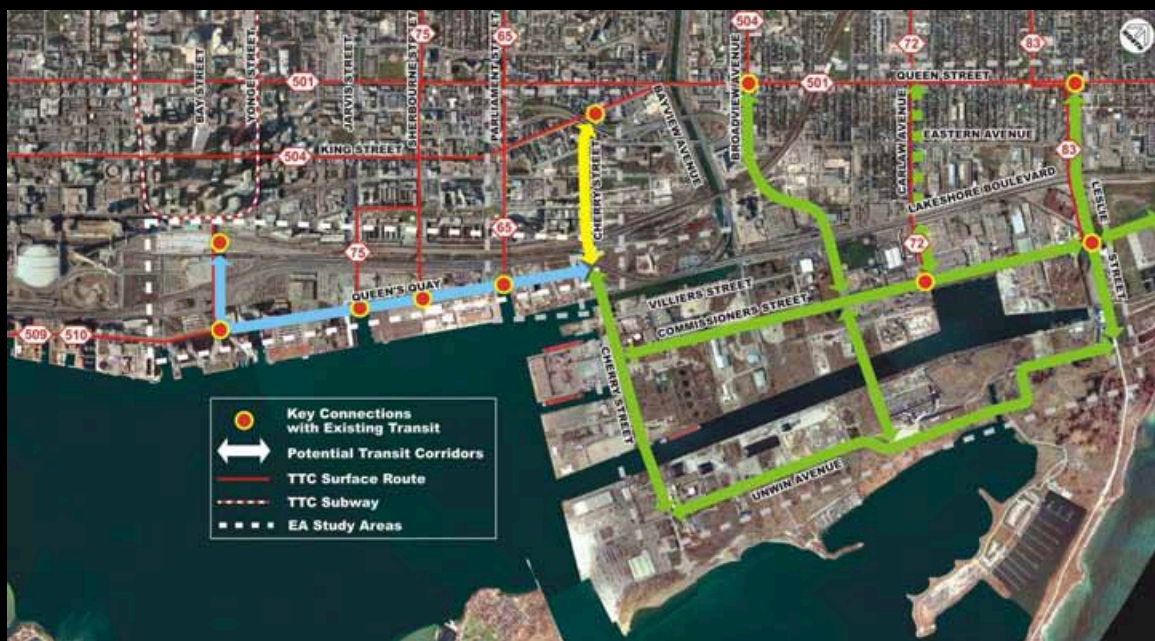 504
75
65
72
83
BAY STREET
YONGE STREET
JARVIS STREET
SHERBOURNE STREET
PARLIAMENT ST
501
BROADVIEW AVENUE
501
QUEEN STREET
BAYVIEW AVENUE
CARLAW AVENUE
EASTERN AVENUE
504
KING STREET
CHERRY STREET
83
LAKESHORE BOULEVARD
LESLIE STREET
75
65
72
QUEEN'S QUAY
VILLIERS STREET
COMMISSIONERS STREET
509
510
CHERRY STREET
UNWIN AVENUE
Key Connections
with Existing Transit
Potential Transit Corridors
TTC Surface Route
TTC Subway
EA Study Areas